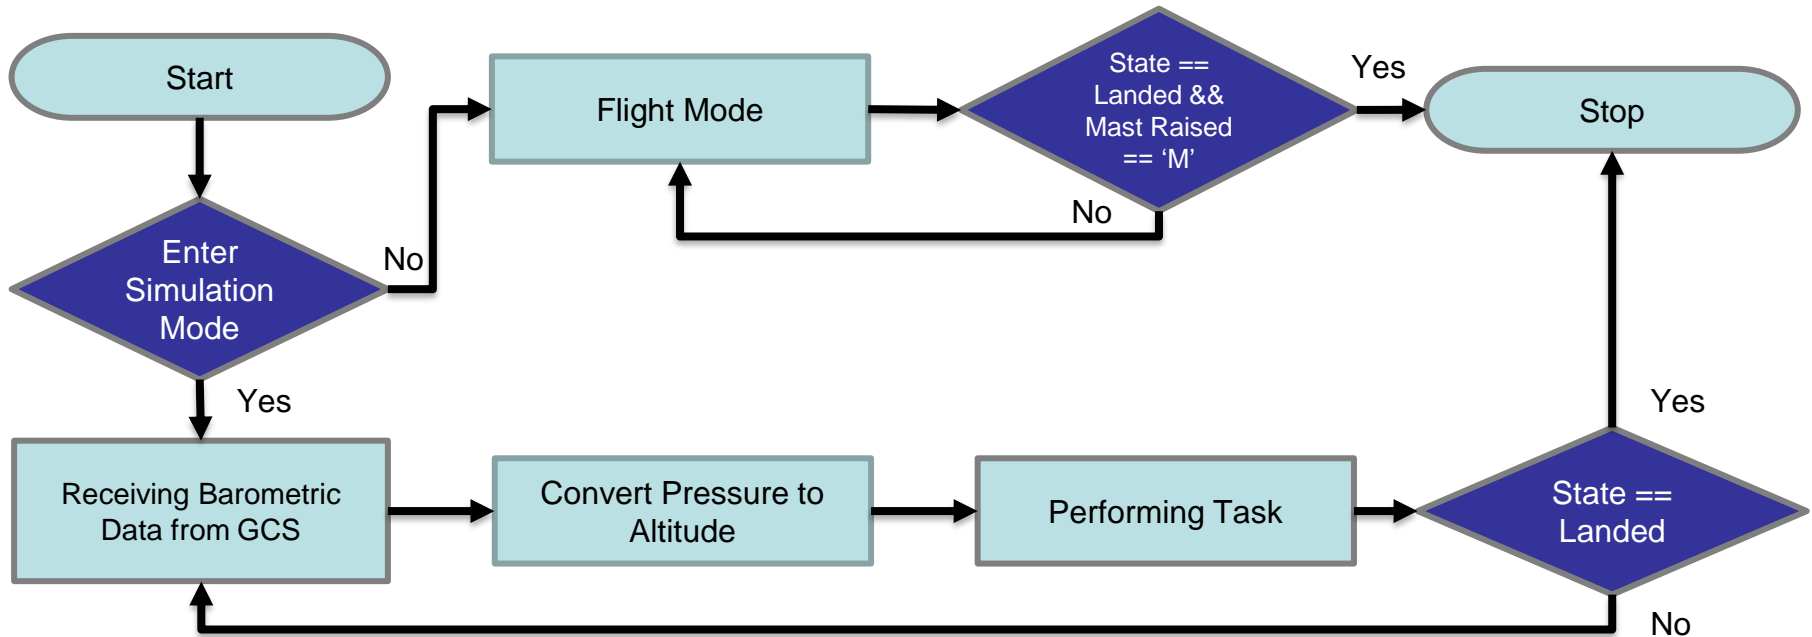 Start
Flight Mode
State ==
Landed &&
Mast Raised
== ‘M’
Yes
Stop
No
Enter
Simulation
Mode
No
Yes
Receiving Barometric
Data from GCS
Convert Pressure to
Altitude
Performing Task
State ==
Landed
Yes
No